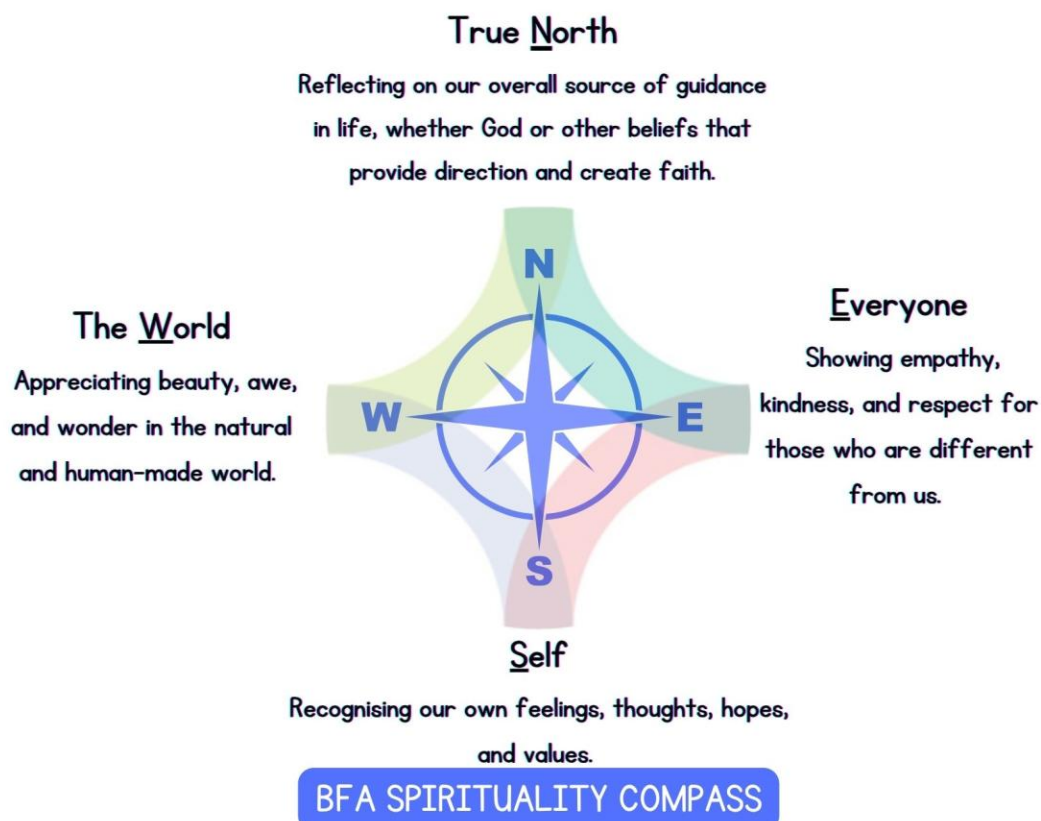 True North
Reflecting on our overall source of guidance
in life, whether God or other beliefs that
provide direction and create faith.
N
The World
Appreciating beauty, awe,
and wonder in the natural
and human-made world.
W
E
Everyone
Showing empathy,
kindness, and respect for
those who are different
from us.
S
Self
Recognising our own feelings, thoughts, hopes,
and values.
BFA SPIRITUALITY COMPASS